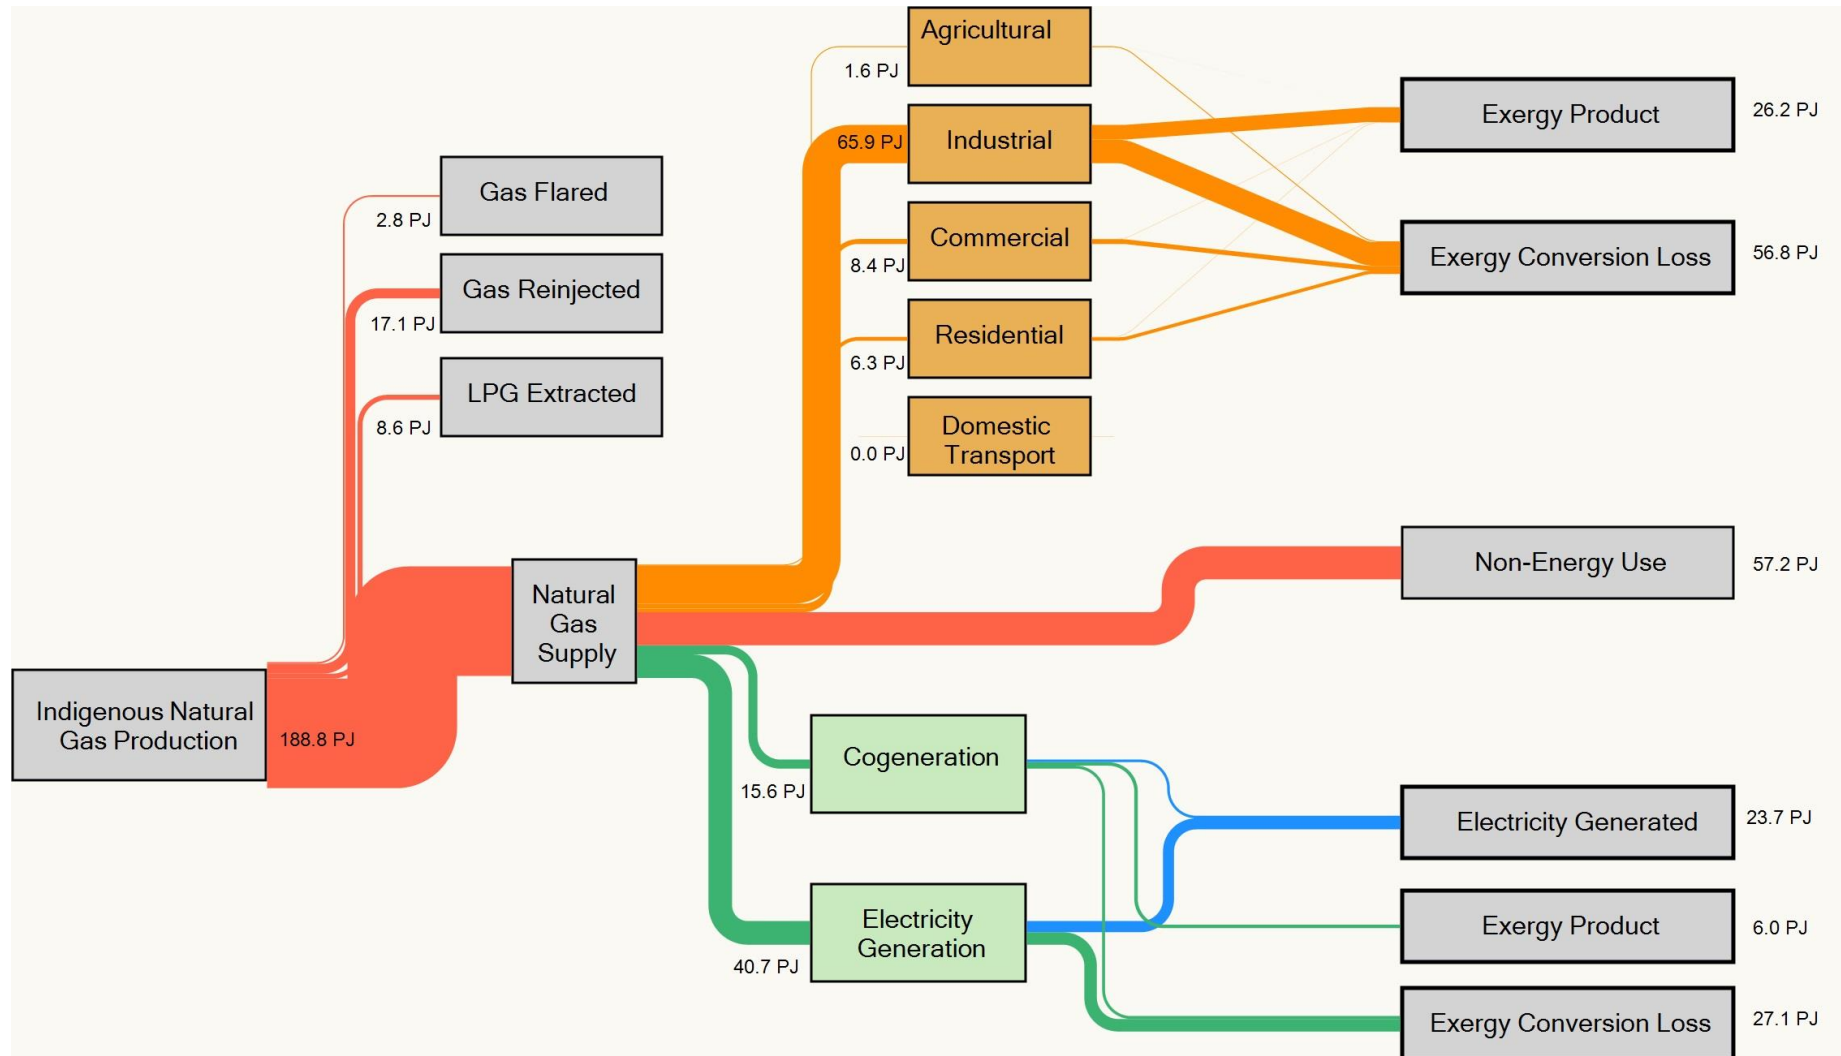 Agricultural
1.6 PJ
Industrial
65.9 PJ
Commercial
8.4 PJ
Residential
6.3 PJ
Domestic
Transport
0.0 PJ
Exergy Product
26.2 PJ
Exergy Conversion Loss
56.8 PJ
Gas Flared
2.8 PJ
Gas Reinjected
17.1 PJ
LPG Extracted
8.6 PJ
Non-Energy Use
57.2 PJ
Natural
Gas
Supply
Indigenous Natural
Gas Production
188.8 PJ
Cogeneration
15.6 PJ
Electricity
Generation
40.7 PJ
Electricity Generated
23.7 PJ
Exergy Product
6.0 PJ
Exergy Conversion Loss
27.1 PJ